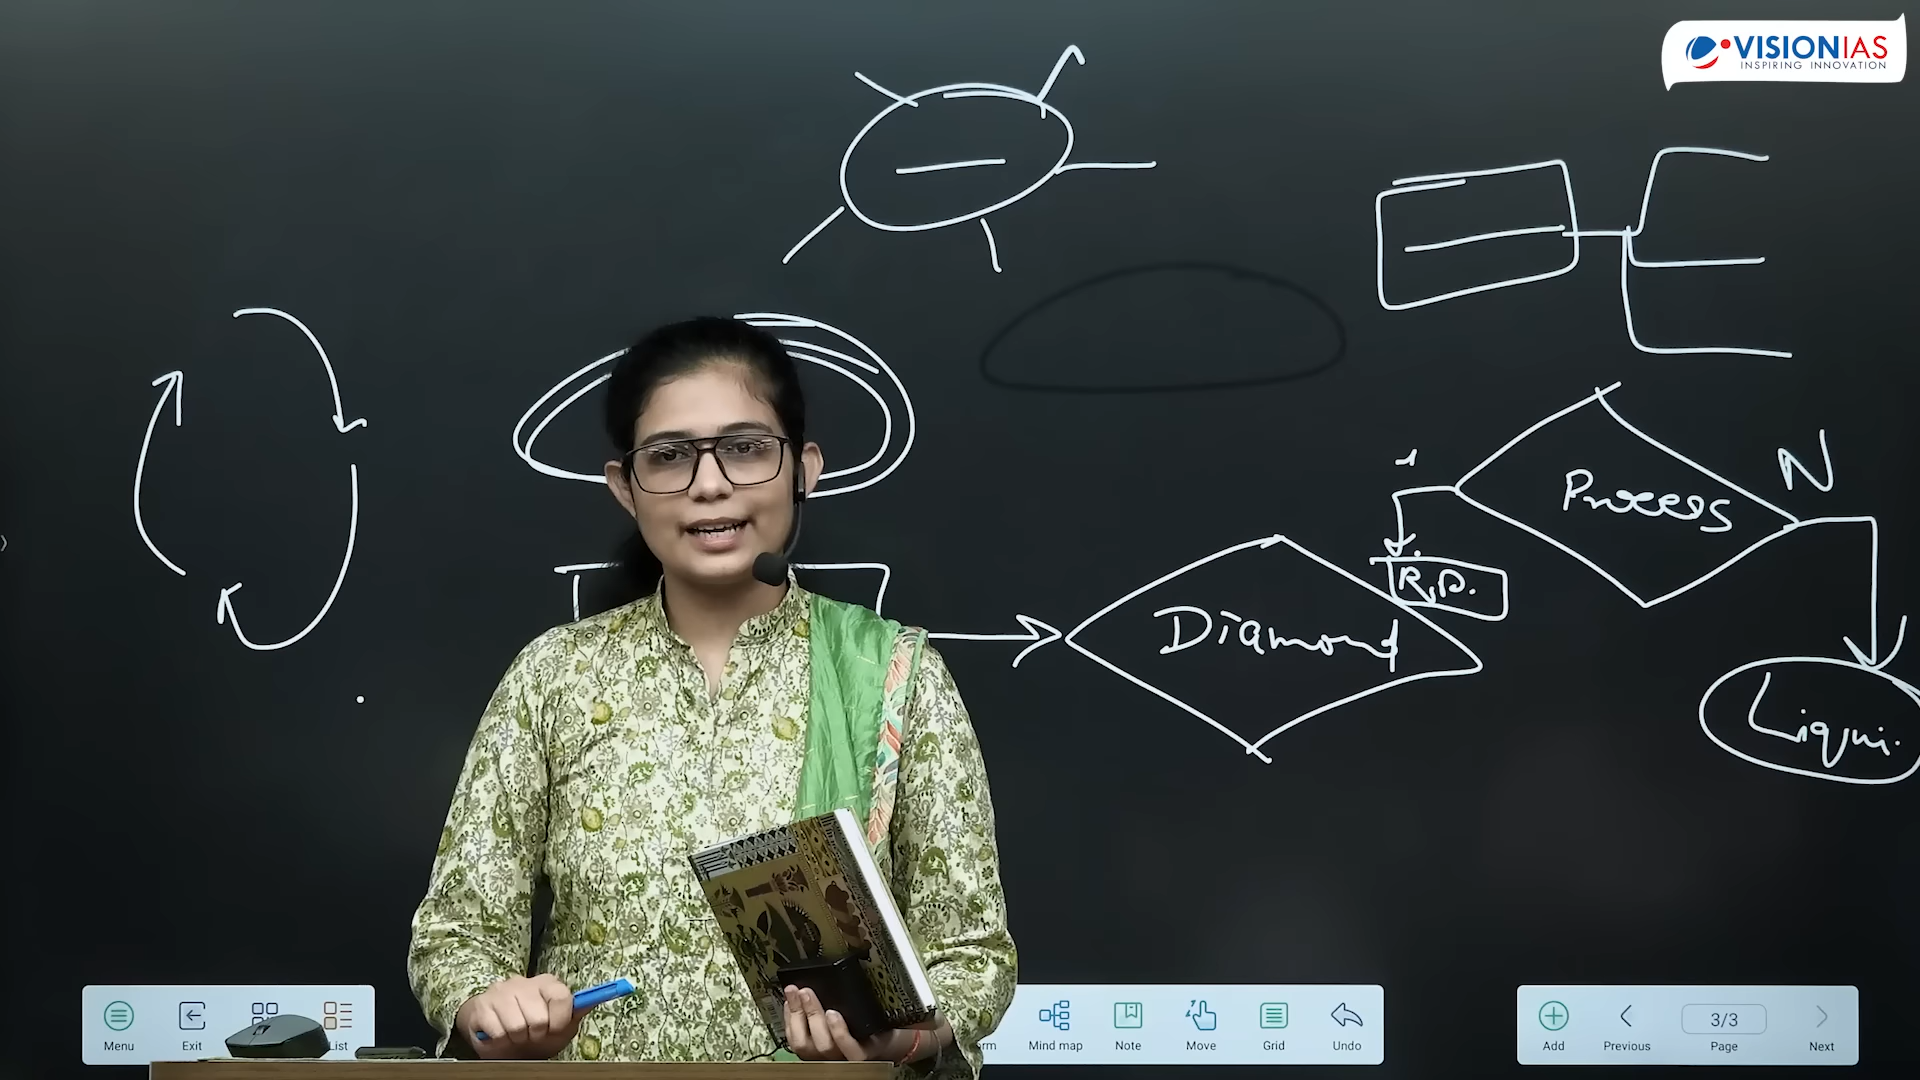 VISIONIAS
INSPIRING INNOVATION
Process
N
R.D.
Diamond
Liqui.
Menu
Exit
List
Mind map
Note
Move
Grid
Undo
Add
Previous
3/3
Page
Next